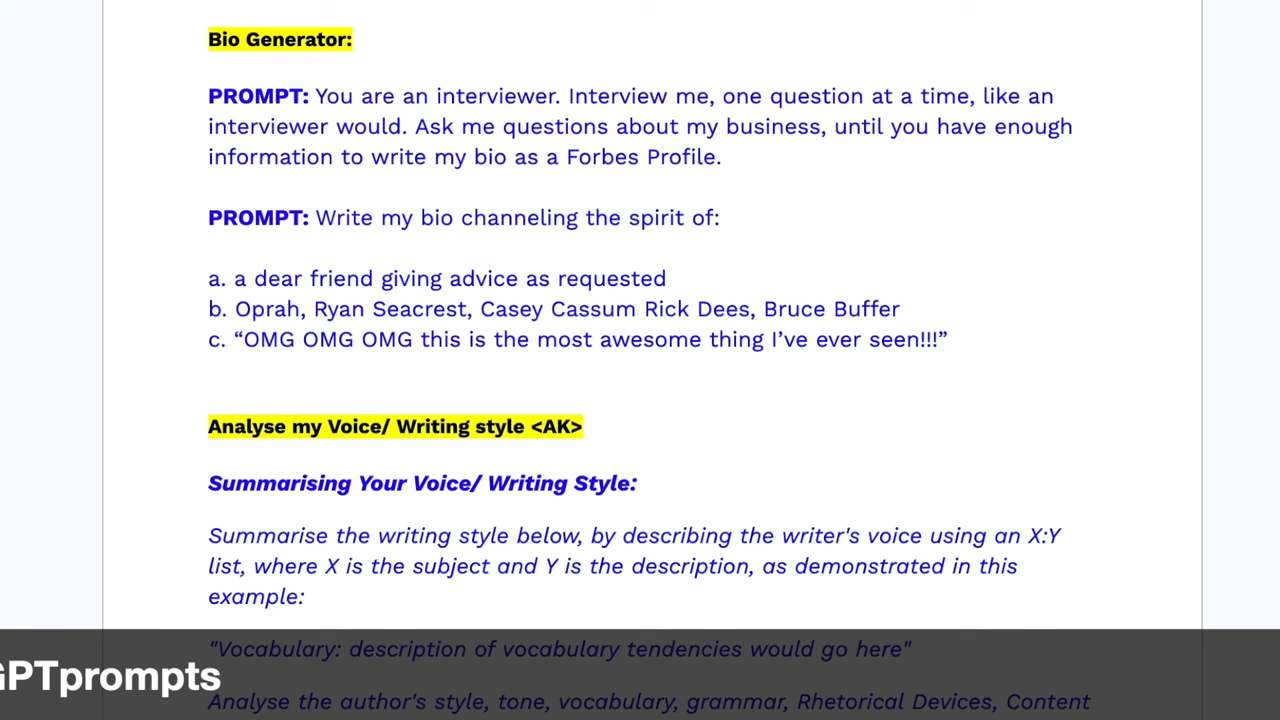 Bio Generator:
PROMPT: You are an interviewer. Interview me, one question at a time, like an
interviewer would. Ask me questions about my business, until you have enough
information to write my bio as a Forbes Profile.
PROMPT: Write my bio channeling the spirit of:
a. a dear friend giving advice as requested
b. Oprah, Ryan Seacrest, Casey Cassum Rick Dees, Bruce Buffer
c. “OMG OMG OMG this is the most awesome thing I’ve ever seen!!!”
Analyse my Voice/ Writing style <AK>
Summarising Your Voice/ Writing Style:
Summarise the writing style below, by describing the writer's voice using an X:Y
list, where X is the subject and Y is the description, as demonstrated in this
example:
"Vocabulary: description of vocabulary tendencies would go here"
GPTprompts
Analyse the author's style, tone, vocabulary, grammar, Rhetorical Devices, Content